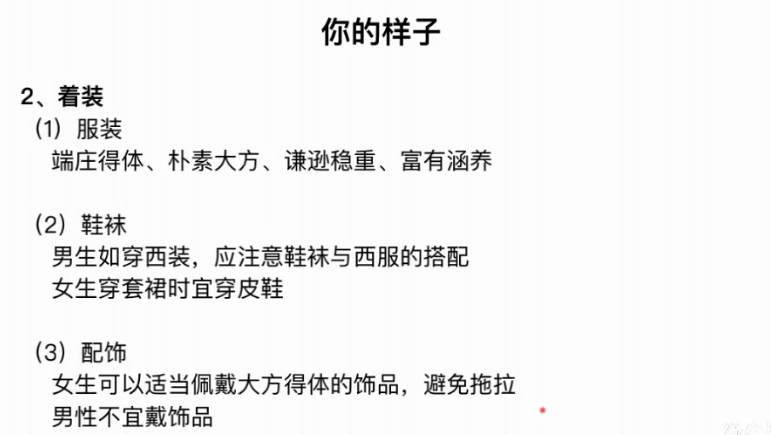 你的样子
2、着装
（1）服装
端庄得体、朴素大方、谦逊稳重、富有涵养
（2）鞋袜
男生如穿西装，应注意鞋袜与西服的搭配
女生穿套裙时宜穿皮鞋
（3）配饰
女生可以适当佩戴大方得体的饰品，避免拖拉
男性不宜戴饰品